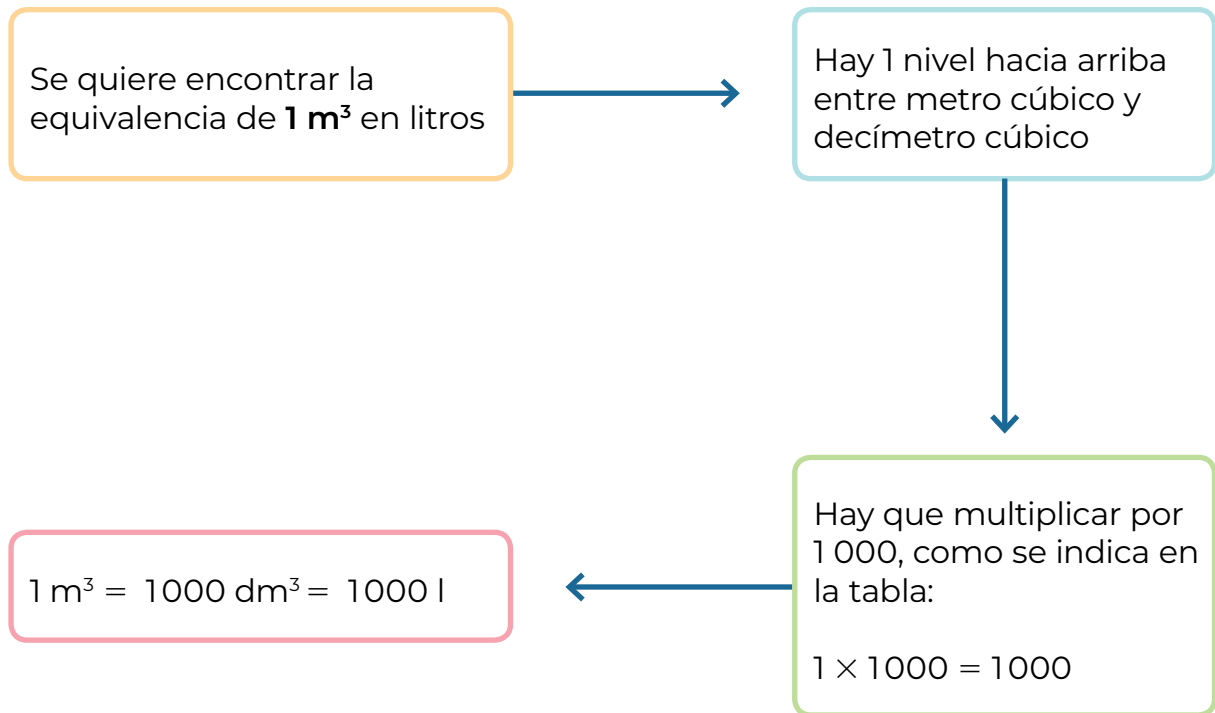 Se quiere encontrar la
equivalencia de 1 m³ en litros
Hay 1 nivel hacia arriba
entre metro cúbico y
decímetro cúbico
Hay que multiplicar por
1 000, como se indica en
la tabla:
1 × 1000 = 1000
1 m³ = 1000 dm³ = 1000 l